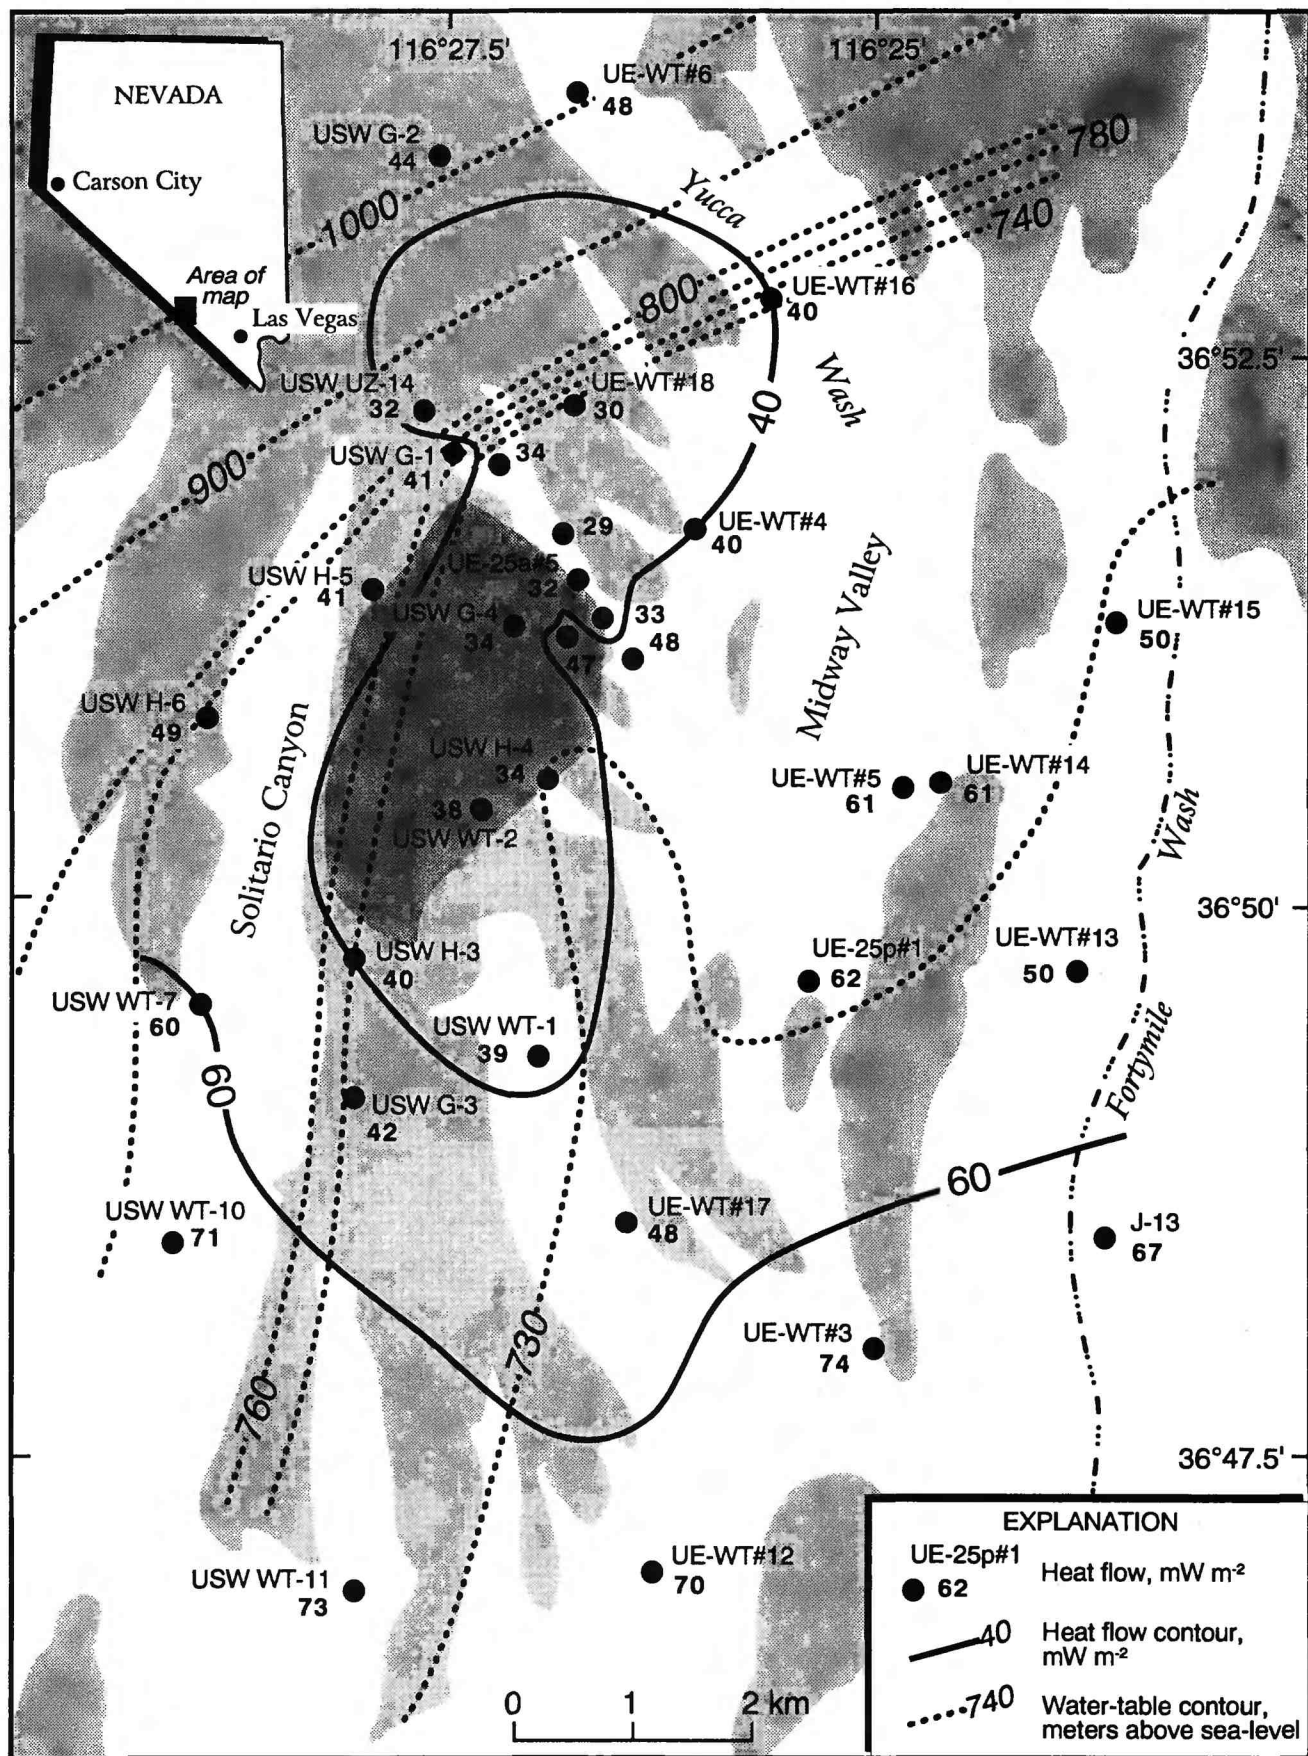 116°27.5'
116°25'
NEVADA
Carson City
Area of
map
Las Vegas
UE-WT#6
48
USW G-2
44
1000
Yucca
780
740
800
UE-WT#16
40
36°52.5'
USW UZ-14
32
UE-WT#18
30
Wash
40
900
USW G-1
41
34
29
UE-WT#4
40
USW H-5
41
UE-25a#5
32
USW G-4
34
33
47
48
Midway Valley
UE-WT#15
50
USW H-6
49
Solitario Canyon
USW H-4
34
38
USW WT-2
UE-WT#5
61
UE-WT#14
61
Wash
36°50'
USW H-3
40
UE-25p#1
62
UE-WT#13
50
USW WT-7
60
USW WT-1
39
Fortymile
60
USW G-3
42
60
USW WT-10
71
UE-WT#17
48
J-13
67
730
UE-WT#3
74
760
36°47.5'
USW WT-11
73
UE-WT#12
70
0 1 2 km
EXPLANATION
UE-25p#1
62
Heat flow, mW m-2
40
Heat flow contour,
mW m-2
740
Water-table contour,
meters above sea-level